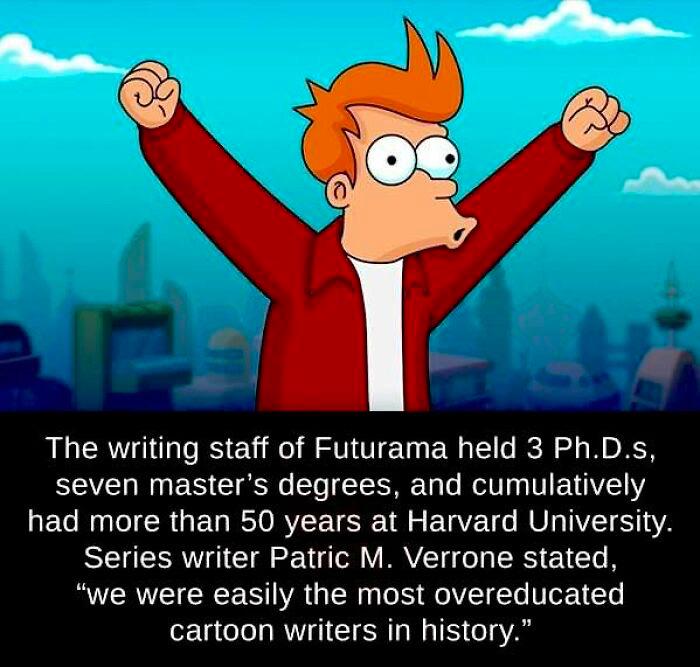 The writing staff of Futurama held 3 Ph.D.s,
seven master’s degrees, and cumulatively
had more than 50 years at Harvard University.
Series writer Patric M. Verrone stated,
“we were easily the most overeducated
cartoon writers in history.”